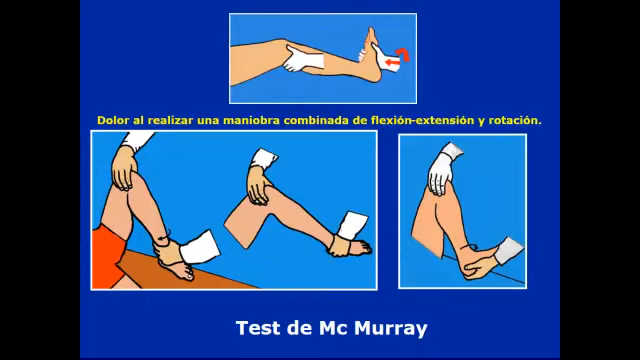 Dolor al realizar una maniobra combinada de flexión-extensión y rotación.
Test de Mc Murray